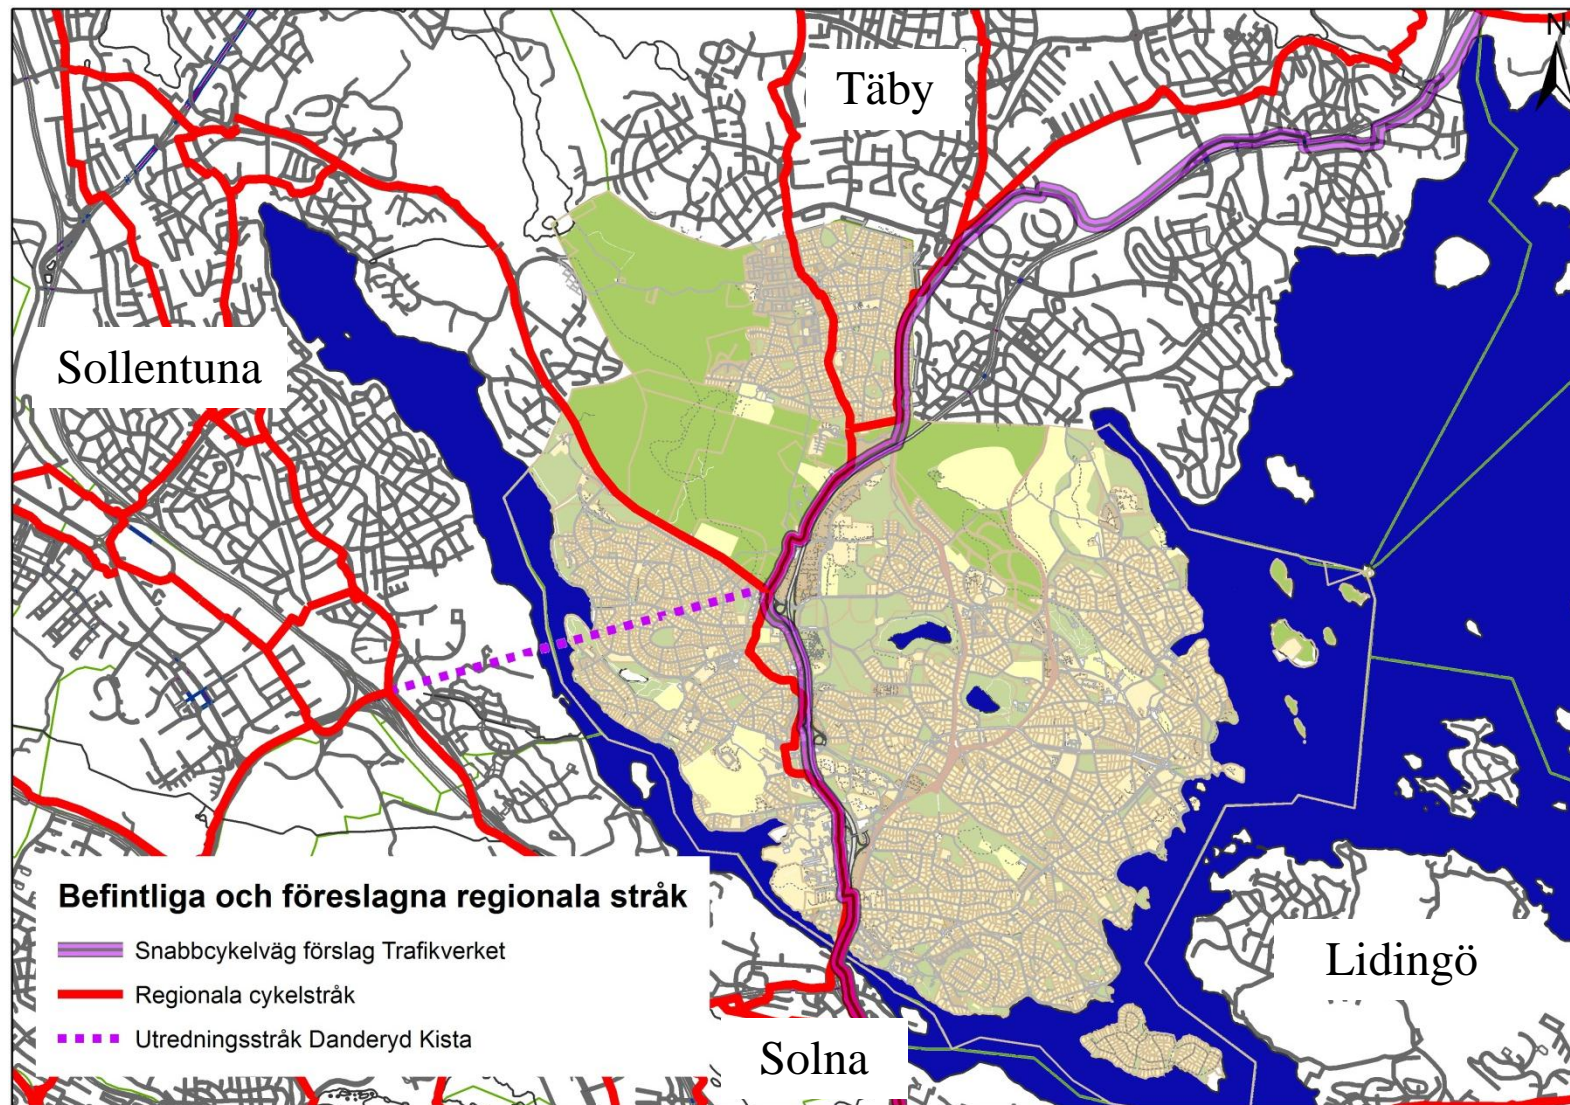 N
Täby
Sollentuna
Befintliga och föreslagna regionala stråk
Snabbcykelväg förslag Trafikverket
Regionala cykelstråk
Utredningsstråk Danderyd Kista
Lidingö
Solna